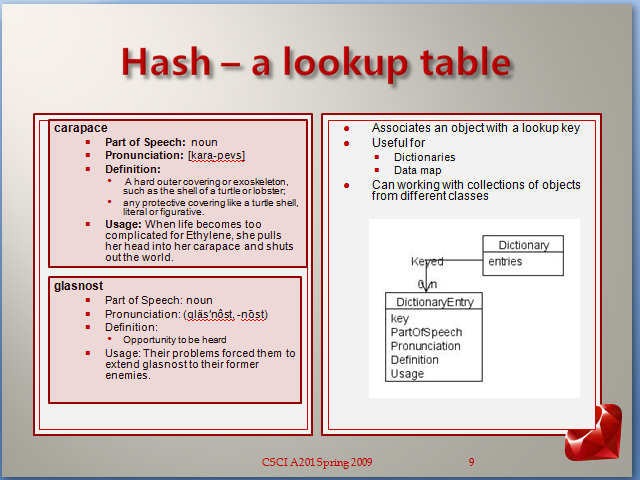 Hash – a lookup table
carapace
Part of Speech: noun
Pronunciation: [kara-pevs]
Definition:
A hard outer covering or exoskeleton,
such as the shell of a turtle or lobster;
any protective covering like a turtle shell,
literal or figurative.
Usage: When life becomes too
complicated for Ethylene, she pulls
her head into her carapace and shuts
out the world.
glasnost
Part of Speech: noun
Pronunciation: (gläs'nôst, -nōst)
Definition:
Opportunity to be heard
Usage: Their problems forced them to
extend glasnost to their former
enemies.
Associates an object with a lookup key
Useful for
Dictionaries
Data map
Can working with collections of objects
from different classes
Dictionary
entries
Keyed
0..n
DictionaryEntry
key
PartOfSpeech
Pronunciation
Definition
Usage
CSCI A201 Spring 2009
9